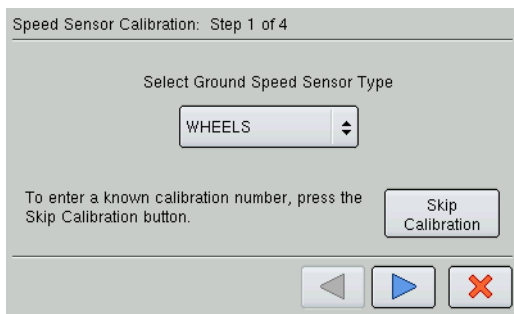 Speed Sensor Calibration: Step 1 of 4
Select Ground Speed Sensor Type
WHEELS
To enter a known calibration number, press the
Skip Calibration button.
Skip
Calibration